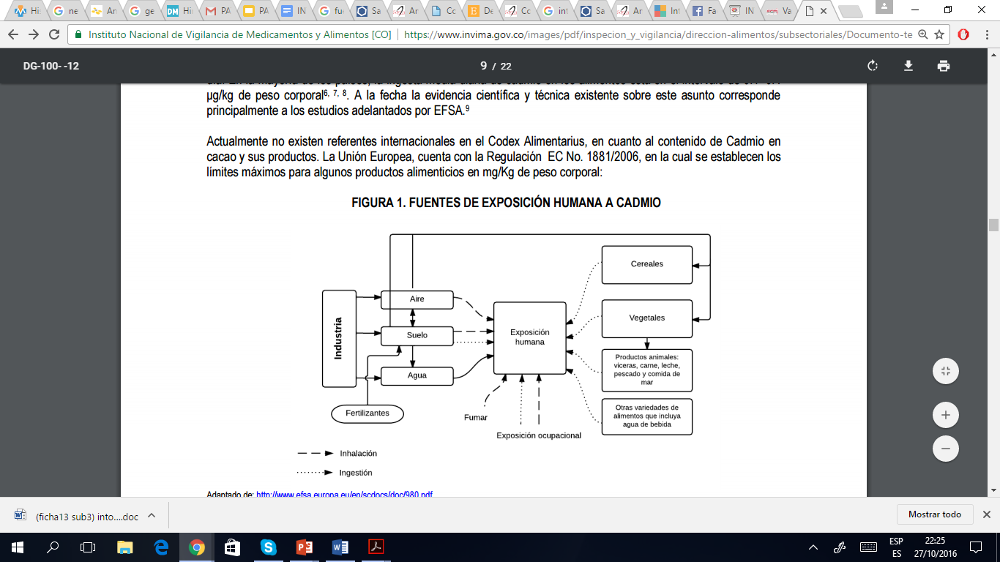 Hi
ne
An
ge
Hi
PA
PA
IN
fu
Sa
Ar
Cc
De
Cc
int
Sa
Ar
Int
Fa
IN
Va
Instituto Nacional de Vigilancia de Medicamentos y Alimentos [CO]
https://www.invima.gov.co/images/pdf/inspecion_y_vigilancia/direccion-alimentos/subsectoriales/Documento-te
DG-100- -12
9 / 22
µg/kg de peso corporal6, 7, 8. A la fecha la evidencia científica y técnica existente sobre este asunto corresponde
principalmente a los estudios adelantados por EFSA.9
Actualmente no existen referentes internacionales en el Codex Alimentarius, en cuanto al contenido de Cadmio en
cacao y sus productos. La Unión Europea, cuenta con la Regulación EC No. 1881/2006, en la cual se establecen los
límites máximos para algunos productos alimenticios en mg/Kg de peso corporal:
FIGURA 1. FUENTES DE EXPOSICIÓN HUMANA A CADMIO
Industria
Aire
Suelo
Agua
Fertilizantes
Exposición
humana
Fumar
Exposición ocupacional
Cereales
Vegetales
Productos animales:
viceras, carne, leche,
pescado y comida de
mar
Otras variedades de
alimentos que incluya
agua de bebida
Inhalación
Ingestión
Adaptado de: http://www.efsa.europa.eu/en/scdocs/doc/980.pdf
(ficha13 sub3) into....doc
Mostrar todo
ESP
ES
22:25
27/10/2016